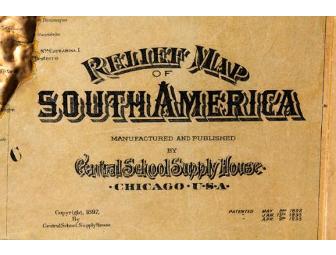 RELIEF MAP
OF
SOUTH AMERICA
MANUFACTURED AND PUBLISHED
BY
Central School Supply House.
·CHICAGO·U·S·A·
Copyright, 1897,
By
Central School Supply House
PATENTED